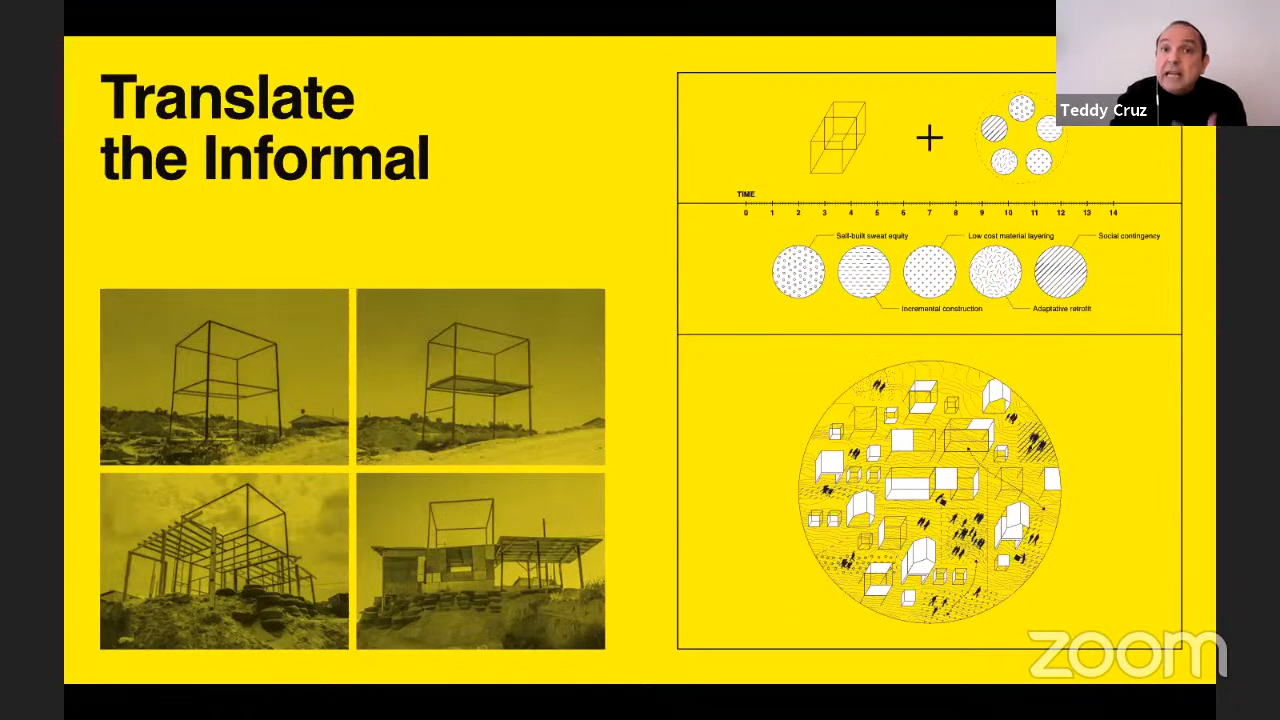 Translate
the Informal
Teddy Cruz
TIME
0 1 2 3 4 5 6 7 8 9 10 11 12 13 14
Self-built sweat equity
Low cost material layering
Social contingency
Incremental construction
Adaptative retrofit
zoom